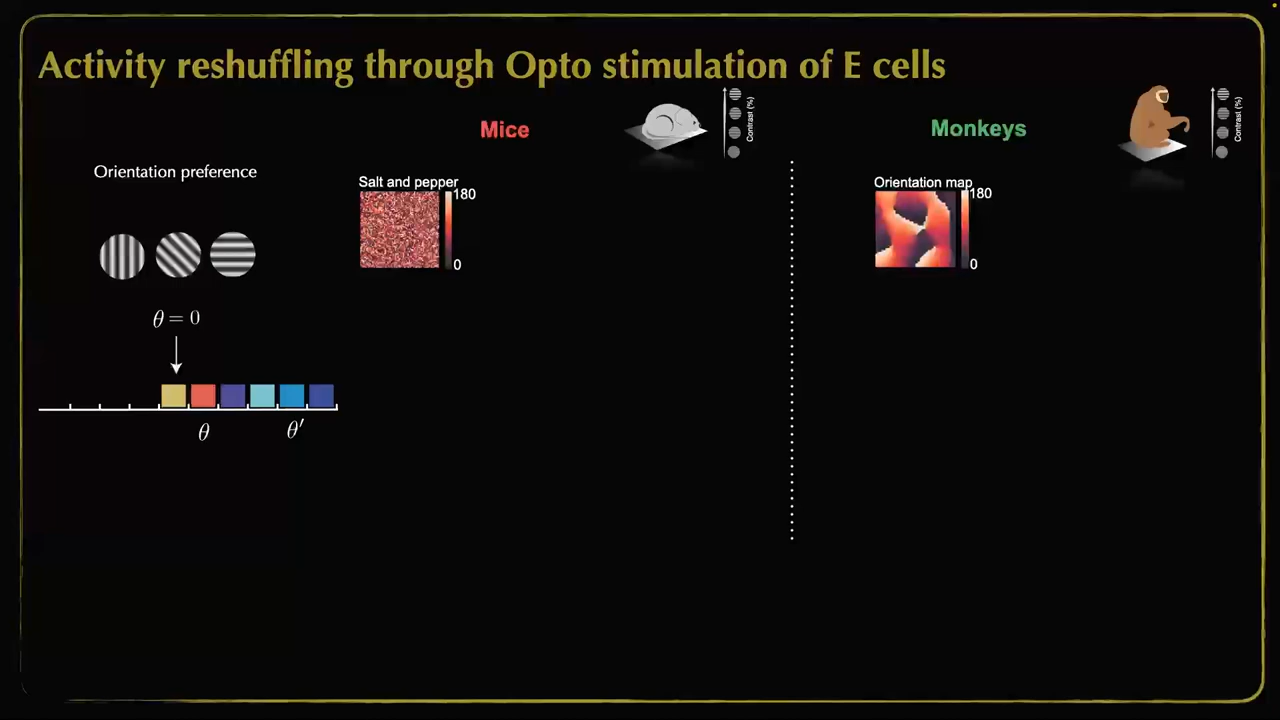 Activity reshuffling through Opto stimulation of E cells
Mice
Contrast (%)
Monkeys
Contrast (%)
Orientation preference
Salt and pepper
180
0
Orientation map
180
0
θ = 0
θ
θ′